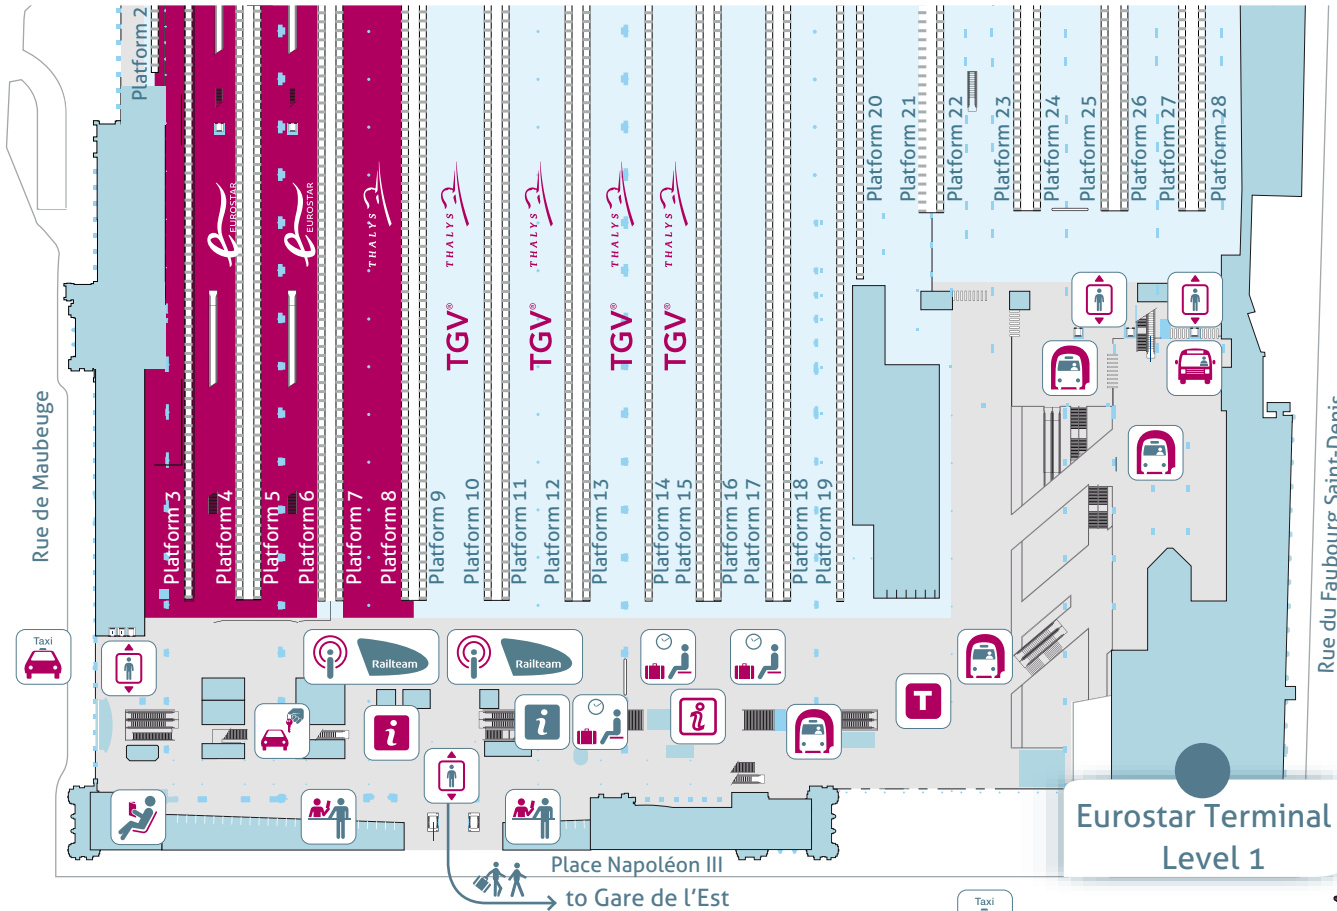 Platform 2
Platform 20
Platform 21
Platform 22
Platform 23
Platform 24
Platform 25
Platform 26
Platform 27
Platform 28
EUROSTAR
EUROSTAR
THALYS
THALYS
THALYS
THALYS
THALYS
TGV®
TGV®
TGV®
TGV®
Rue de Maubeuge
Platform 3
Platform 4
Platform 5
Platform 6
Platform 7
Platform 8
Platform 9
Platform 10
Platform 11
Platform 12
Platform 13
Platform 14
Platform 15
Platform 16
Platform 17
Platform 18
Platform 19
Rue du Faubourg Saint-Denis
Taxi
Railteam
Railteam
i
i
i
T
Eurostar Terminal
Level 1
Place Napoléon III
to Gare de l'Est
Taxi